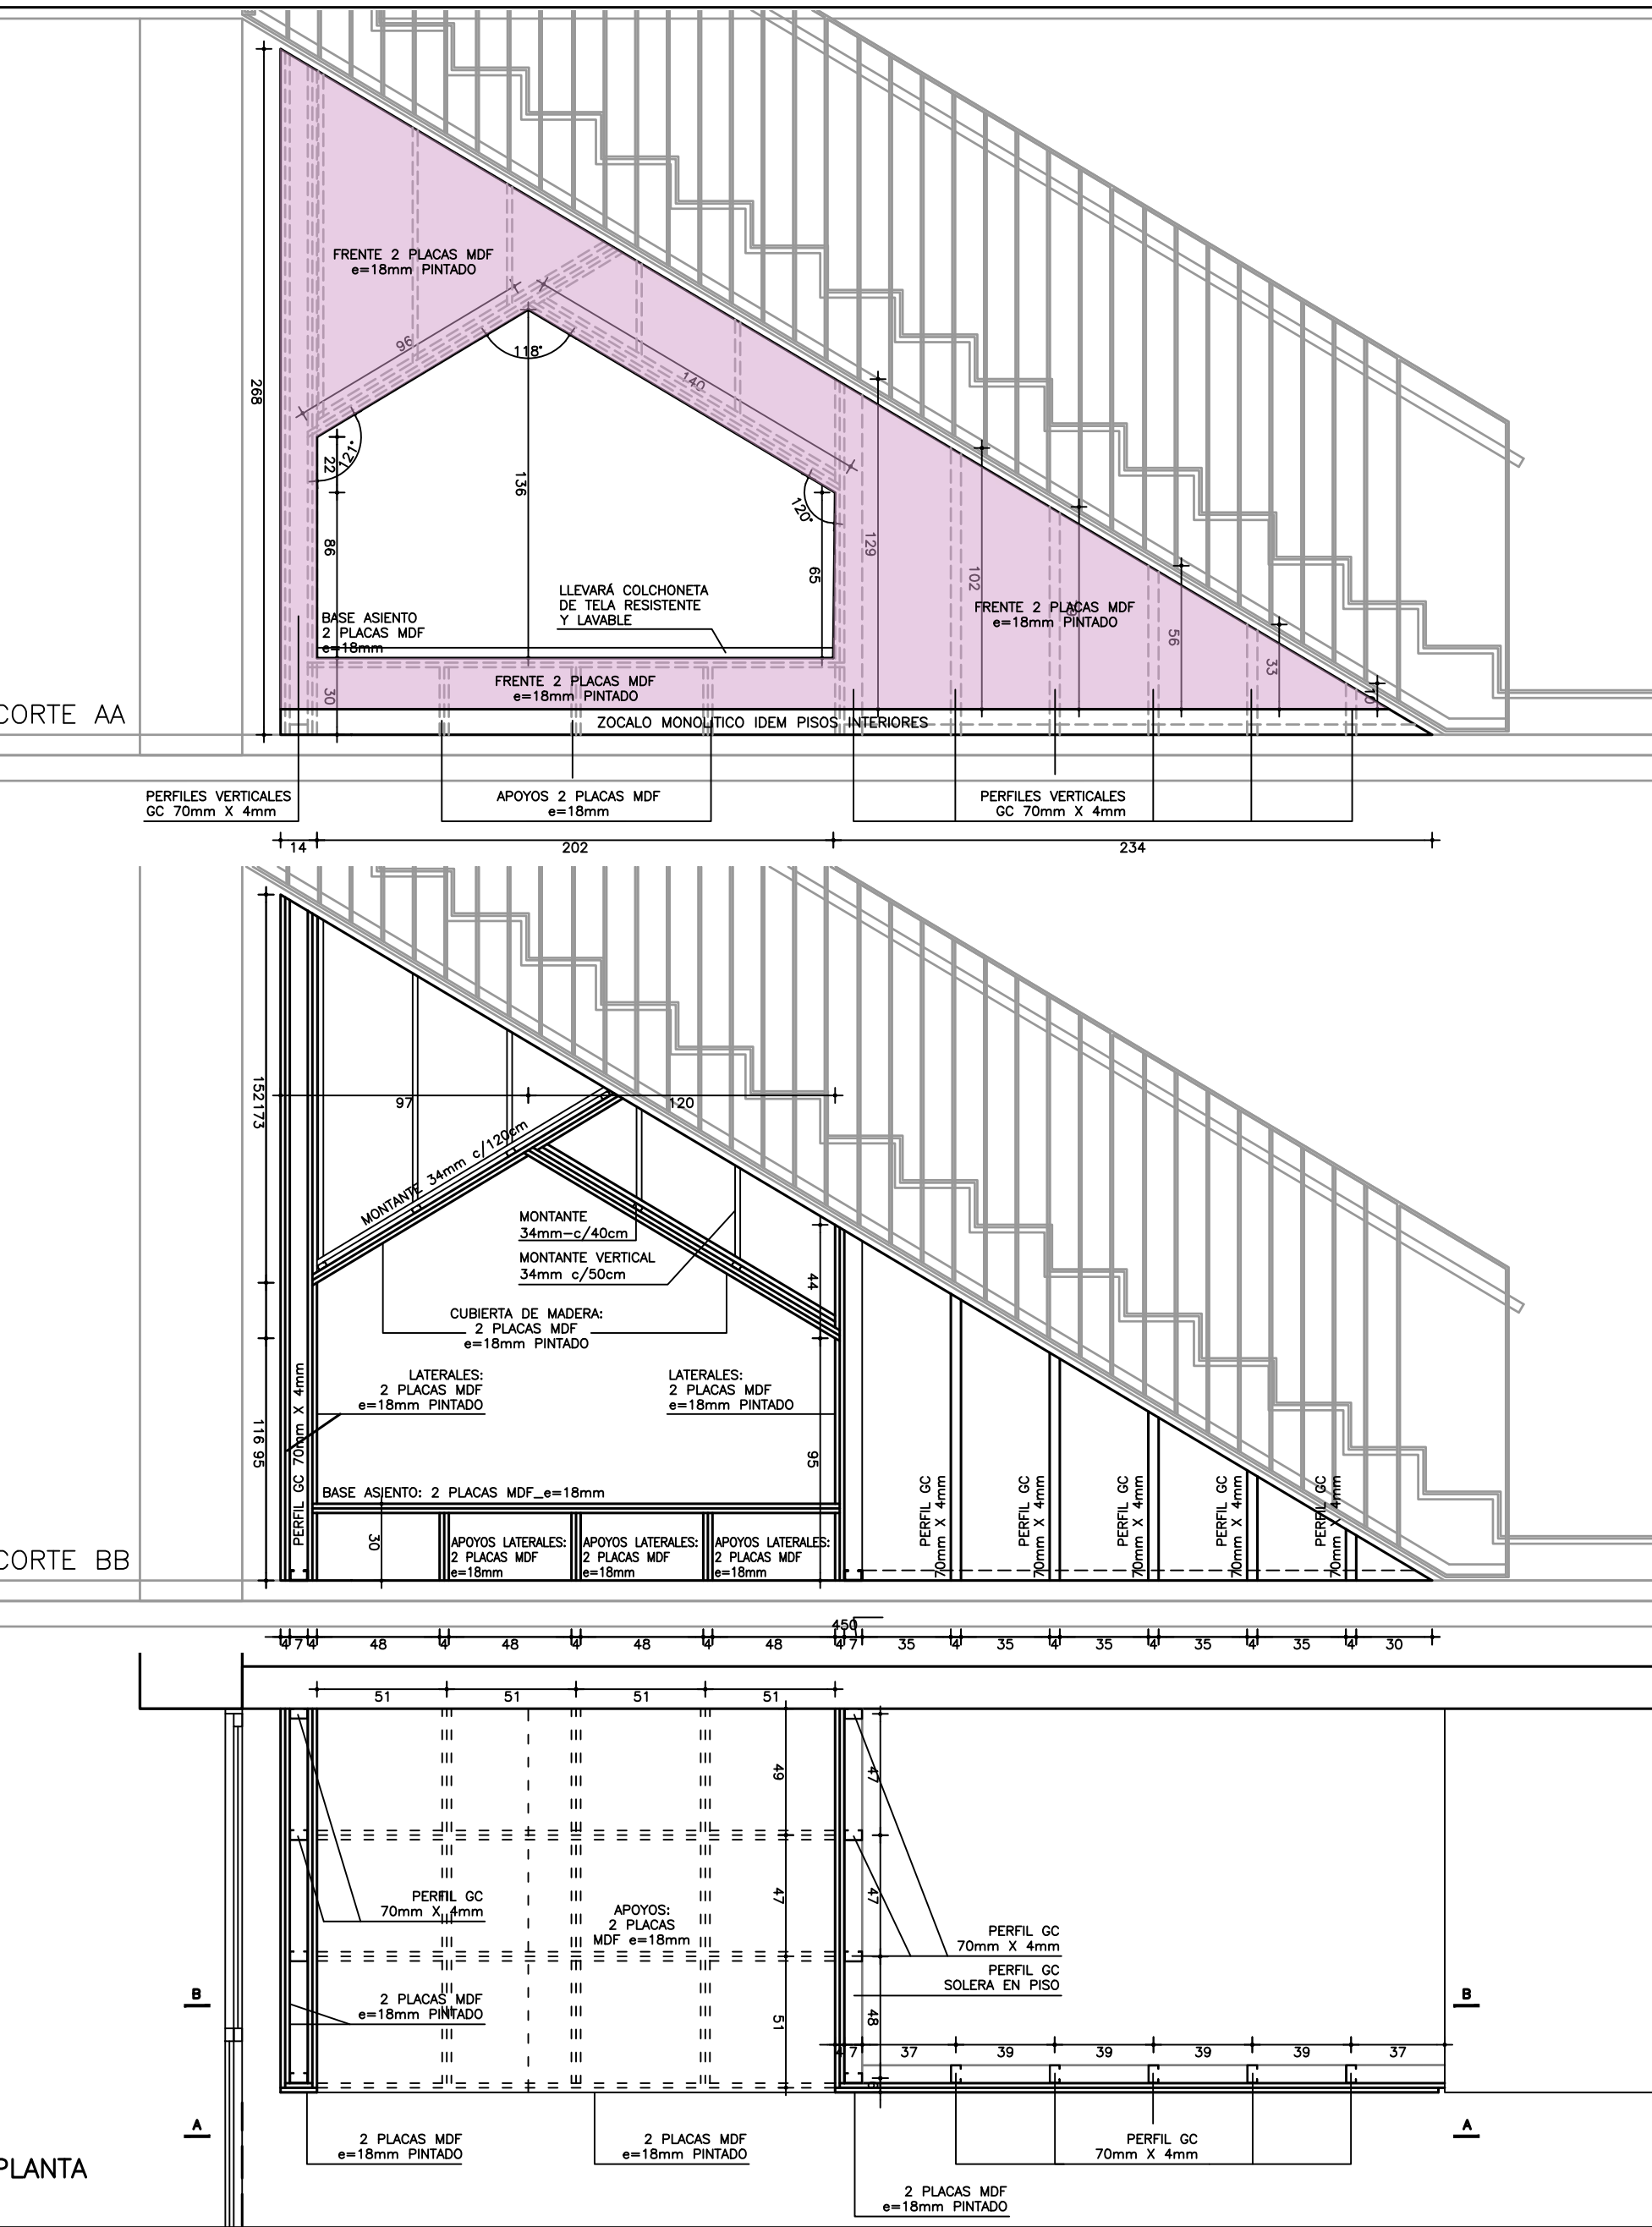 268
FRENTE 2 PLACAS MDF
e=18mm PINTADO
96
118°
140
121°
22
136
120°
86
65
129
102
56
33
10
LLEVARÁ COLCHONETA
DE TELA RESISTENTE
Y LAVABLE
BASE ASIENTO
2 PLACAS MDF
e=18mm
FRENTE 2 PLACAS MDF
e=18mm PINTADO
FRENTE 2 PLACAS MDF
e=18mm PINTADO
30
CORTE AA
ZOCALO MONOLITICO IDEM PISOS INTERIORES
PERFILES VERTICALES
GC 70mm X 4mm
APOYOS 2 PLACAS MDF
e=18mm
PERFILES VERTICALES
GC 70mm X 4mm
14
202
234
152
173
97
120
MONTANTE 34mm c/120cm
MONTANTE
34mm-c/40cm
MONTANTE VERTICAL
34mm c/50cm
44
CUBIERTA DE MADERA:
2 PLACAS MDF
e=18mm PINTADO
LATERALES:
2 PLACAS MDF
e=18mm PINTADO
LATERALES:
2 PLACAS MDF
e=18mm PINTADO
PERFIL GC 70mm X 4mm
116
95
95
BASE ASIENTO: 2 PLACAS MDF_e=18mm
30
APOYOS LATERALES:
2 PLACAS MDF
e=18mm
APOYOS LATERALES:
2 PLACAS MDF
e=18mm
APOYOS LATERALES:
2 PLACAS MDF
e=18mm
PERFIL GC
70mm X 4mm
PERFIL GC
70mm X 4mm
PERFIL GC
70mm X 4mm
PERFIL GC
70mm X 4mm
PERFIL GC
70mm X 4mm
CORTE BB
450
4 7 4 48 4 48 4 48 4 48 4 7 35 4 35 4 35 4 35 4 35 4 30
51 51 51 51
49
47
47
47
51
48
PERFIL GC
70mm X 4mm
APOYOS:
2 PLACAS
MDF e=18mm
PERFIL GC
70mm X 4mm
PERFIL GC
SOLERA EN PISO
2 PLACAS MDF
e=18mm PINTADO
B
B
7 37 39 39 39 39 37
A
A
2 PLACAS MDF
e=18mm PINTADO
2 PLACAS MDF
e=18mm PINTADO
PERFIL GC
70mm X 4mm
PLANTA
2 PLACAS MDF
e=18mm PINTADO